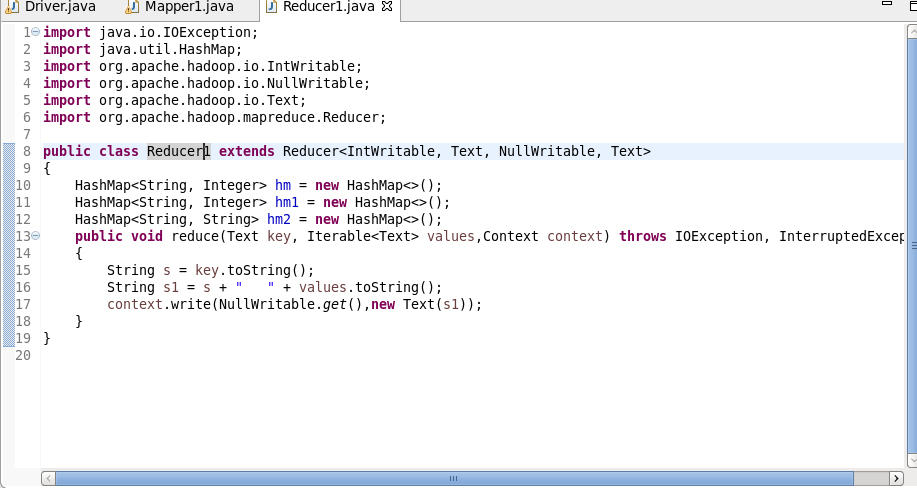 Driver.java Mapper1.java Reducer1.java
1 import java.io.IOException;
2 import java.util.HashMap;
3 import org.apache.hadoop.io.IntWritable;
4 import org.apache.hadoop.io.NullWritable;
5 import org.apache.hadoop.io.Text;
6 import org.apache.hadoop.mapreduce.Reducer;
7
8 public class Reducer1 extends Reducer<IntWritable, Text, NullWritable, Text>
9 {
10 HashMap<String, Integer> hm = new HashMap<>();
11 HashMap<String, Integer> hm1 = new HashMap<>();
12 HashMap<String, String> hm2 = new HashMap<>();
13 public void reduce(Text key, Iterable<Text> values,Context context) throws IOException, InterruptedExcep
14 {
15 String s = key.toString();
16 String s1 = s + "   " + values.toString();
17 context.write(NullWritable.get(),new Text(s1));
18 }
19 }
20